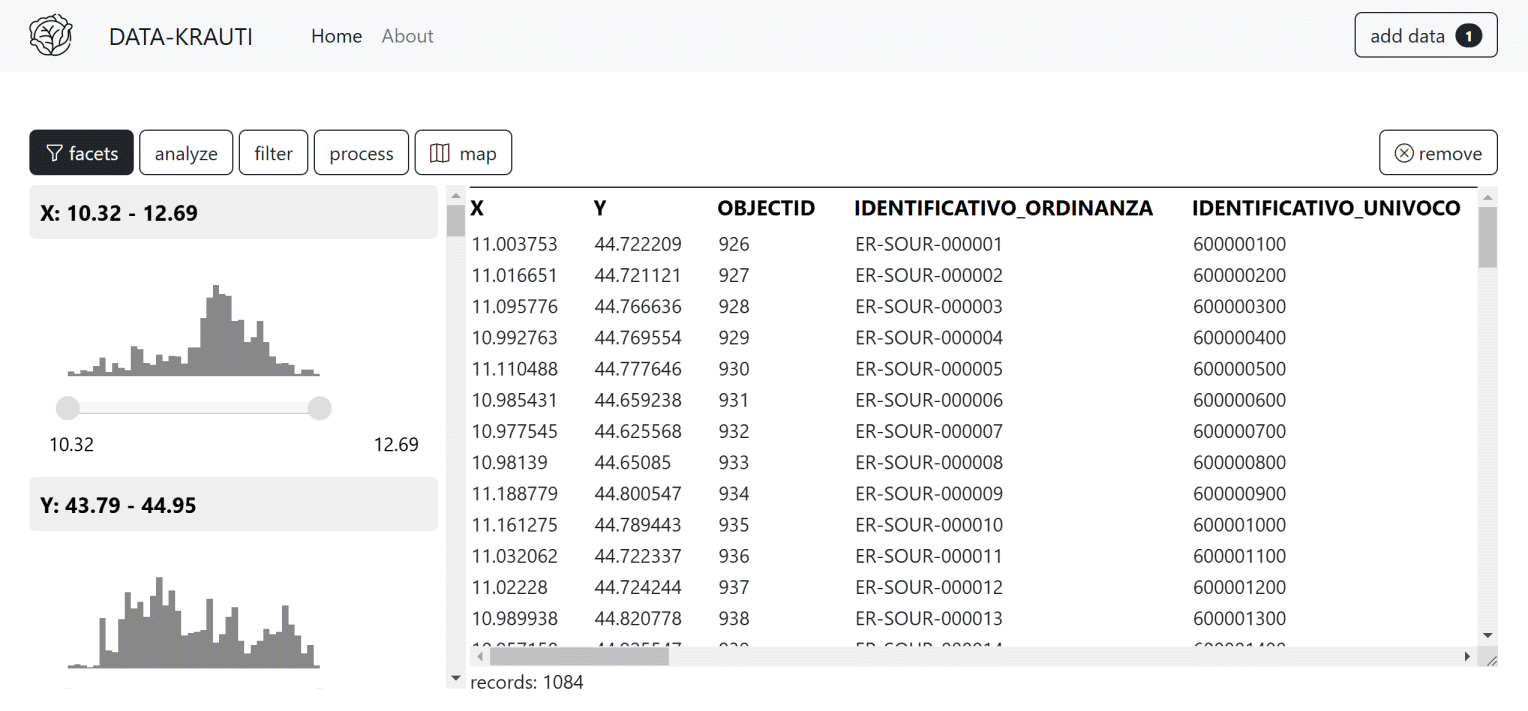 DATA-KRAUTI Home About add data 1
facets analyze filter process map remove
X: 10.32 - 12.69
10.32 12.69
Y: 43.79 - 44.95
X Y OBJECTID IDENTIFICATIVO_ORDINANZA IDENTIFICATIVO_UNIVOCO
11.003753 44.722209 926 ER-SOUR-000001 600000100
11.016651 44.721121 927 ER-SOUR-000002 600000200
11.095776 44.766636 928 ER-SOUR-000003 600000300
10.992763 44.769554 929 ER-SOUR-000004 600000400
11.110488 44.777646 930 ER-SOUR-000005 600000500
10.985431 44.659238 931 ER-SOUR-000006 600000600
10.977545 44.625568 932 ER-SOUR-000007 600000700
10.98139 44.65085 933 ER-SOUR-000008 600000800
11.188779 44.800547 934 ER-SOUR-000009 600000900
11.161275 44.789443 935 ER-SOUR-000010 600001000
11.032062 44.722337 936 ER-SOUR-000011 600001100
11.02228 44.724244 937 ER-SOUR-000012 600001200
10.989938 44.820778 938 ER-SOUR-000013 600001300
records: 1084